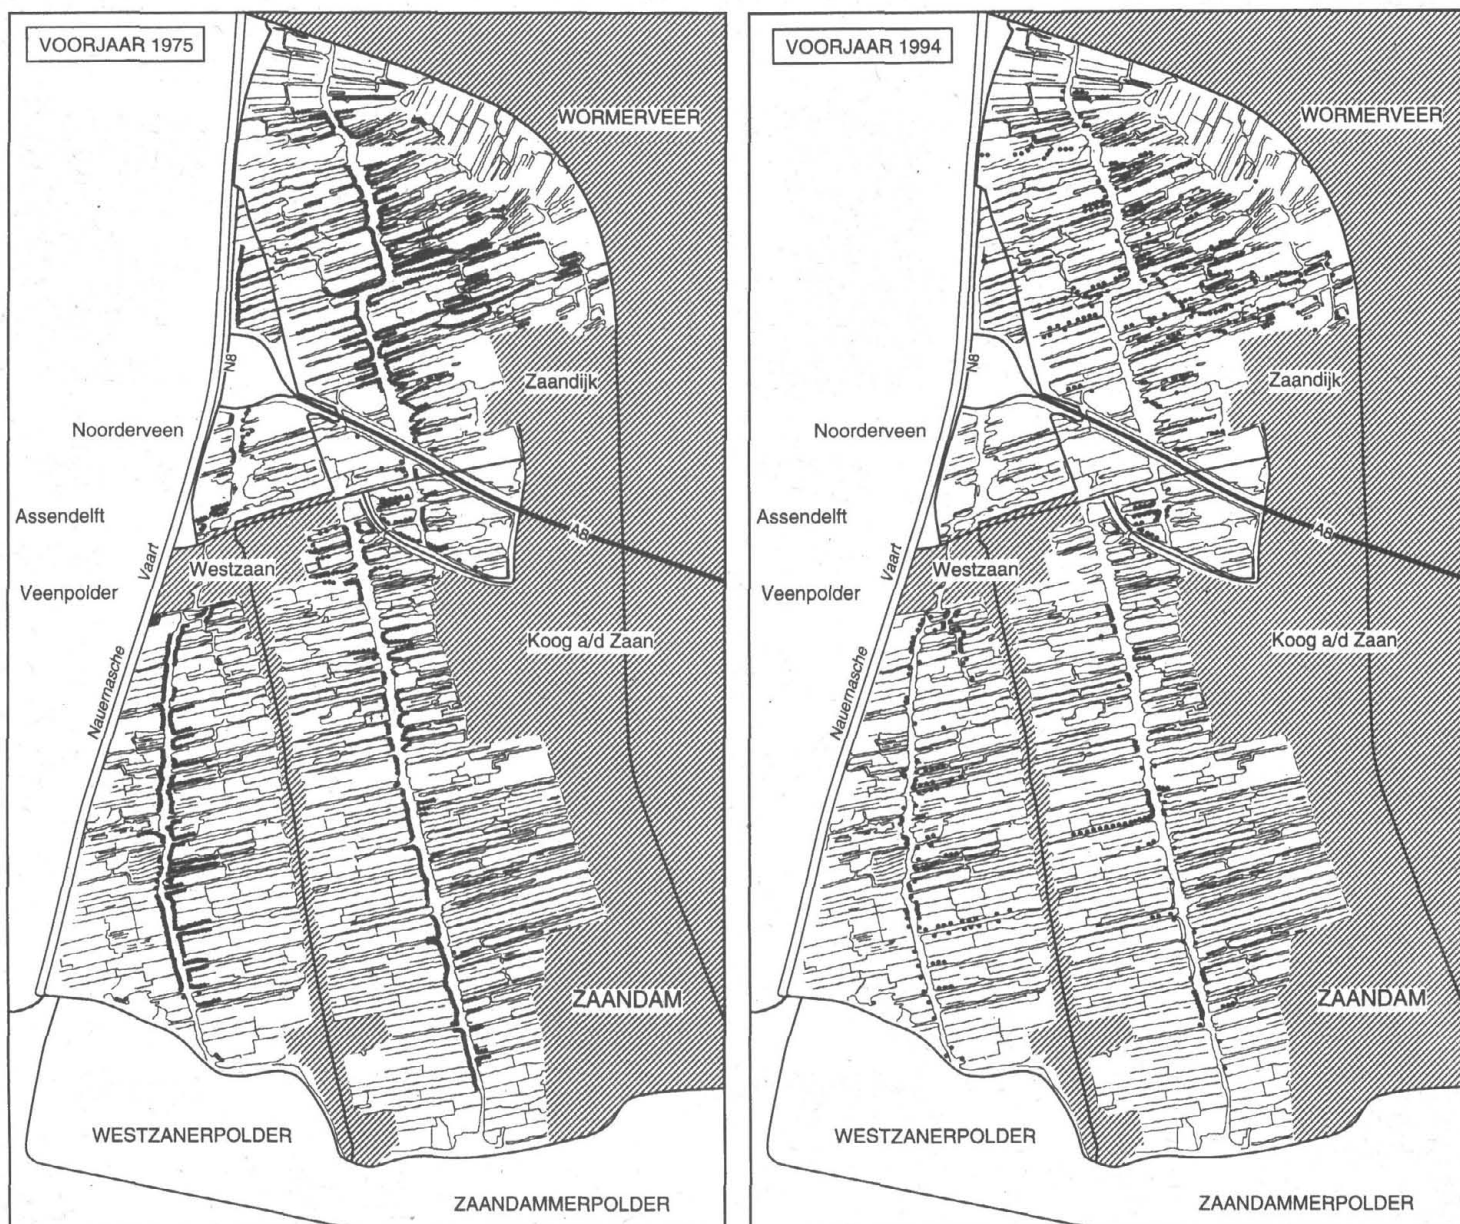 VOORJAAR 1975
WORMERVEER
N8
Zaandijk
Noorderveen
Assendelft
A8
Vaart
Westzaan
Veenpolder
Koog a/d Zaan
Nauernasche
ZAANDAM
WESTZANERPOLDER
ZAANDAMMERPOLDER
VOORJAAR 1994
WORMERVEER
N8
Zaandijk
Noorderveen
Assendelft
A8
Vaart
Westzaan
Veenpolder
Koog a/d Zaan
Nauernasche
ZAANDAM
WESTZANERPOLDER
ZAANDAMMERPOLDER